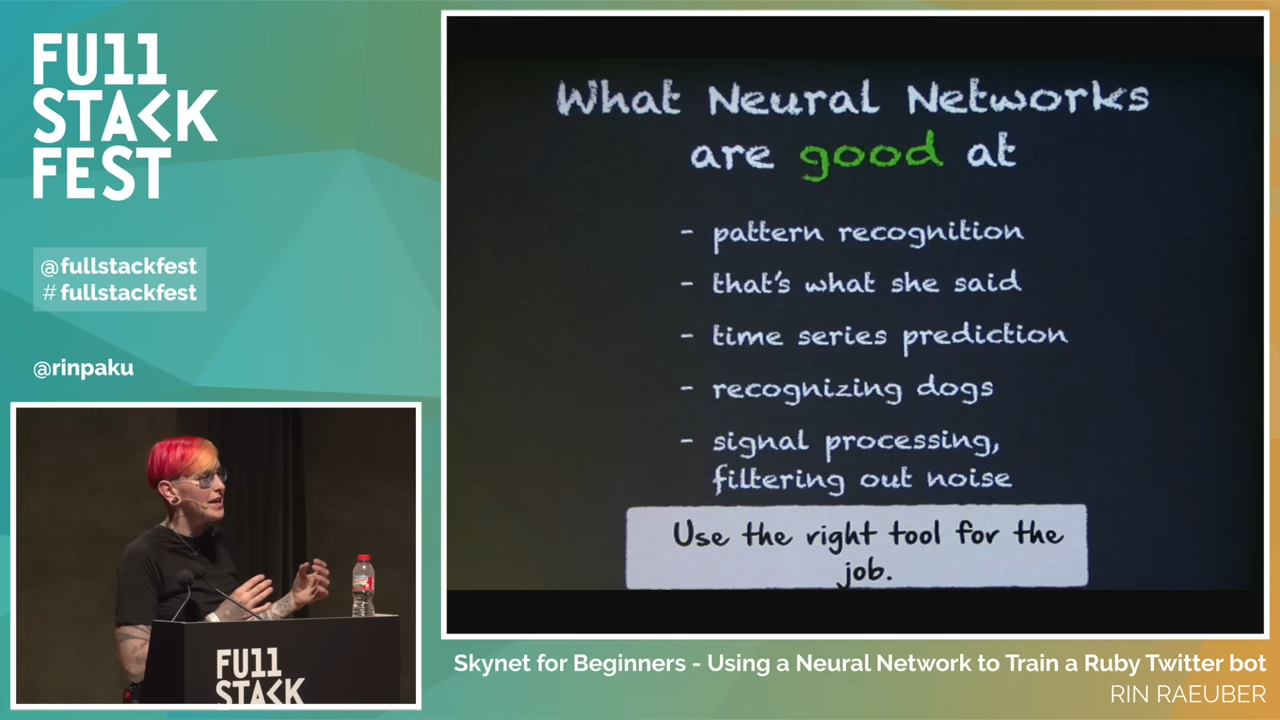 FU11
STACK
FEST
@fullstackfest
# fullstackfest
@rinpaku
What Neural Networks
are good at
- pattern recognition
- that's what she said
- time series prediction
- recognizing dogs
- signal processing,
filtering out noise
Use the right tool for the
job.
FU11
STACK
Skynet for Beginners - Using a Neural Network to Train a Ruby Twitter bot
RIN RAEUBER